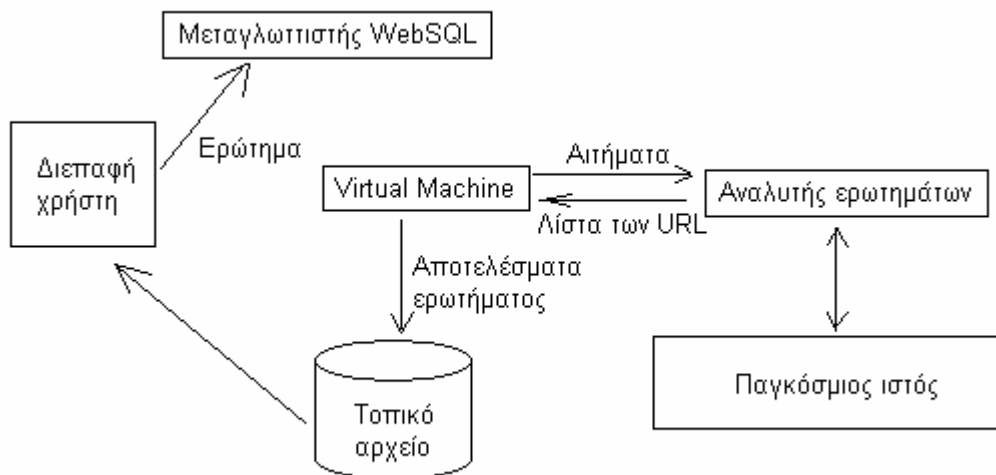 Μεταγλωττιστής WebSQL
Διεπαφή
χρήστη
Ερώτημα
Virtual Machine
Αιτήματα
Λίστα των URL
Αναλυτής ερωτημάτων
Αποτελέσματα
ερωτήματος
Τοπικό
αρχείο
Παγκόσμιος ιστός